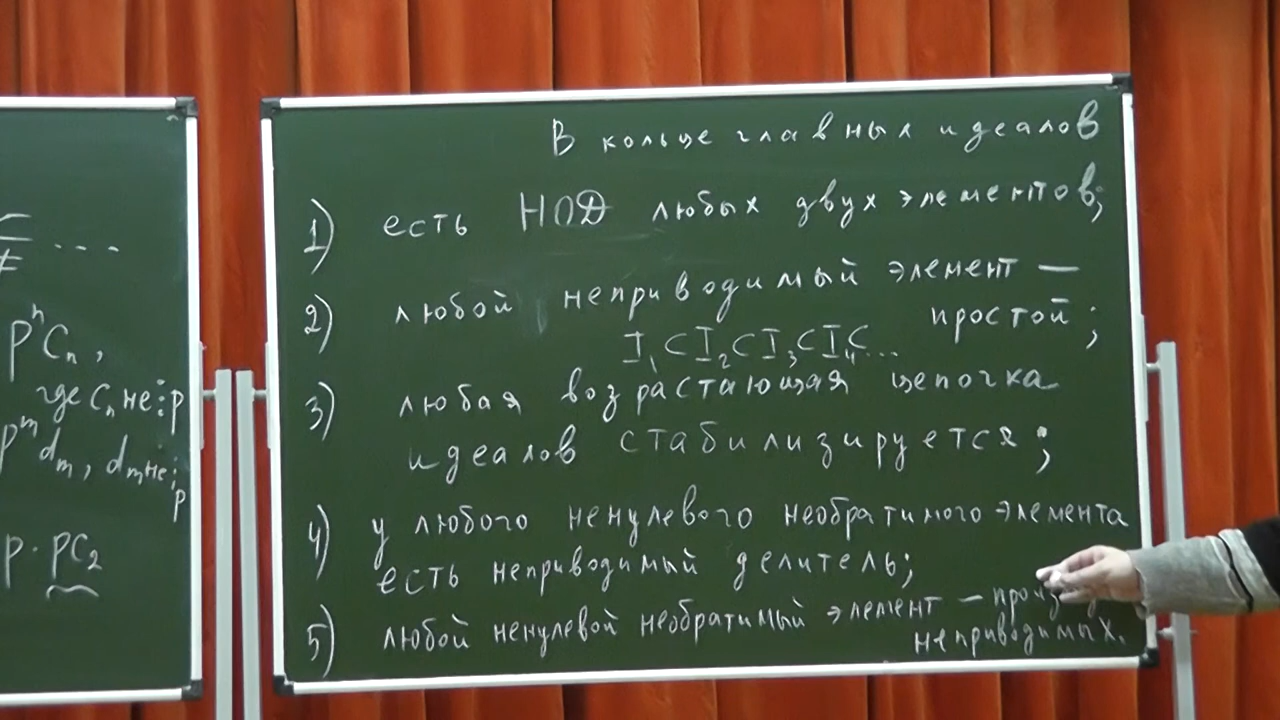 ⊂ ....
≠
pⁿcₙ,
где cₙ не⋮p
pᵐdₘ, dₘ не⋮
p
p · pc₂
В кольце главных идеалов
1) есть НОД любых двух элементов;
2) любой неприводимый элемент —
простой;
I₁⊂I₂⊂I₃⊂I₄⊂...
3) любая возрастающая цепочка
идеалов стабилизируется;
4) у любого ненулевого необратимого элемента
есть неприводимый делитель;
5) любой ненулевой необратимый элемент —
неприводимых.